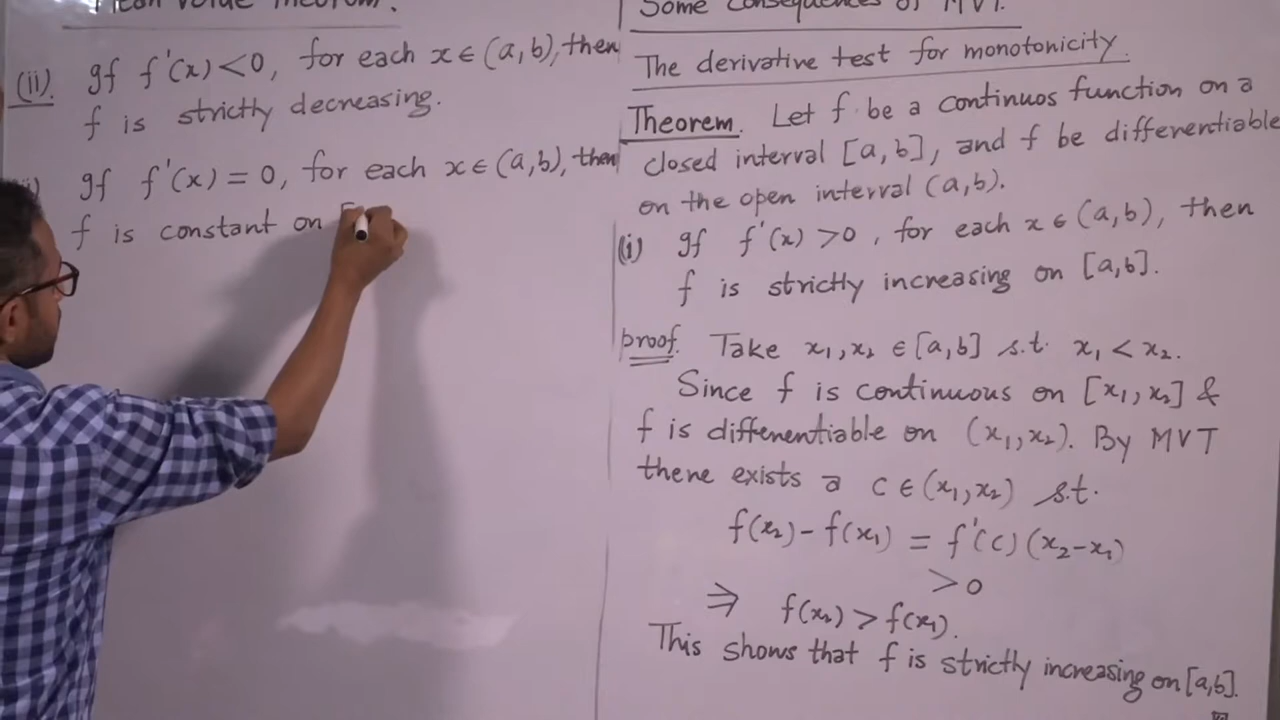 Mean Value Theorem.
(ii). If f'(x) < 0, for each x ∈ (a,b), then
f is strictly decreasing.
If f'(x) = 0, for each x ∈ (a,b), then
f is constant on [
Some Consequences of MVT.
The derivative test for monotonicity.
Theorem. Let f be a continuos function on a
closed interval [a,b], and f be differentiable
on the open interval (a,b).
(i) If f'(x) > 0, for each x ∈ (a,b), then
f is strictly increasing on [a,b].
proof. Take x₁, x₂ ∈ [a,b] s.t. x₁ < x₂.
Since f is continuous on [x₁, x₂] &
f is differentiable on (x₁, x₂). By MVT
there exists a c ∈ (x₁, x₂) s.t.
f(x₂) - f(x₁) = f'(c) (x₂-x₁)
> 0
⇒ f(x₂) > f(x₁).
This shows that f is strictly increasing on [a,b].